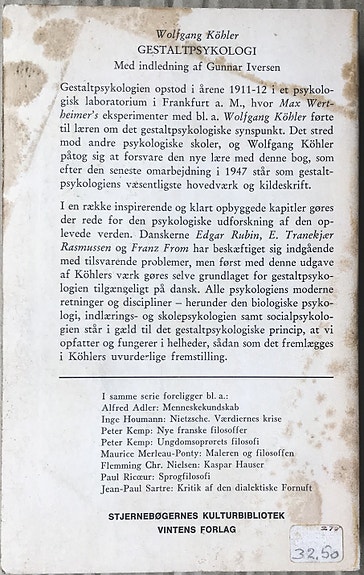 Wolfgang Köhler
GESTALTPSYKOLOGI
Med indledning af Gunnar Iversen
Gestaltpsykologien opstod i årene 1911-12 i et psykolo-
gisk laboratorium i Frankfurt a. M., hvor Max Wert-
heimer's eksperimenter med bl. a. Wolfgang Köhler førte
til læren om det gestaltpsykologiske synspunkt. Det stred
mod andre psykologiske skoler, og Wolfgang Köhler
påtog sig at forsvare den nye lære med denne bog, som
efter den seneste omarbejdning i 1947 står som gestalt-
psykologiens væsentligste hovedværk og kildeskrift.
I en række inspirerende og klart opbyggede kapitler gøres
der rede for den psykologiske udforskning af den op-
levede verden. Danskerne Edgar Rubin, E. Tranekjær
Rasmussen og Franz From har beskæftiget sig indgående
med tilsvarende problemer, men først med denne udgave
af Köhlers værk gøres selve grundlaget for gestaltpsyko-
logien tilgængeligt på dansk. Alle psykologiens moderne
retninger og discipliner – herunder den biologiske psyko-
logi, indlærings- og skolepsykologien samt socialpsykolo-
gien står i gæld til det gestaltpsykologiske princip, at vi
opfatter og fungerer i helheder, sådan som det fremlægges
i Köhlers uvurderlige fremstilling.
I samme serie foreligger bl. a.:
Alfred Adler: Menneskekundskab
Inge Houmann: Nietzsche. Værdiernes krise
Peter Kemp: Nye franske filosoffer
Peter Kemp: Ungdomsoprørets filosofi
Maurice Merleau-Ponty: Maleren og filosoffen
Flemming Chr. Nielsen: Kaspar Hauser
Paul Ricœur: Sprogfilosofi
Jean-Paul Sartre: Kritik af den dialektiske Fornuft
STJERNEBØGERNES KULTURBIBLIOTEK
VINTENS FORLAG
32,50